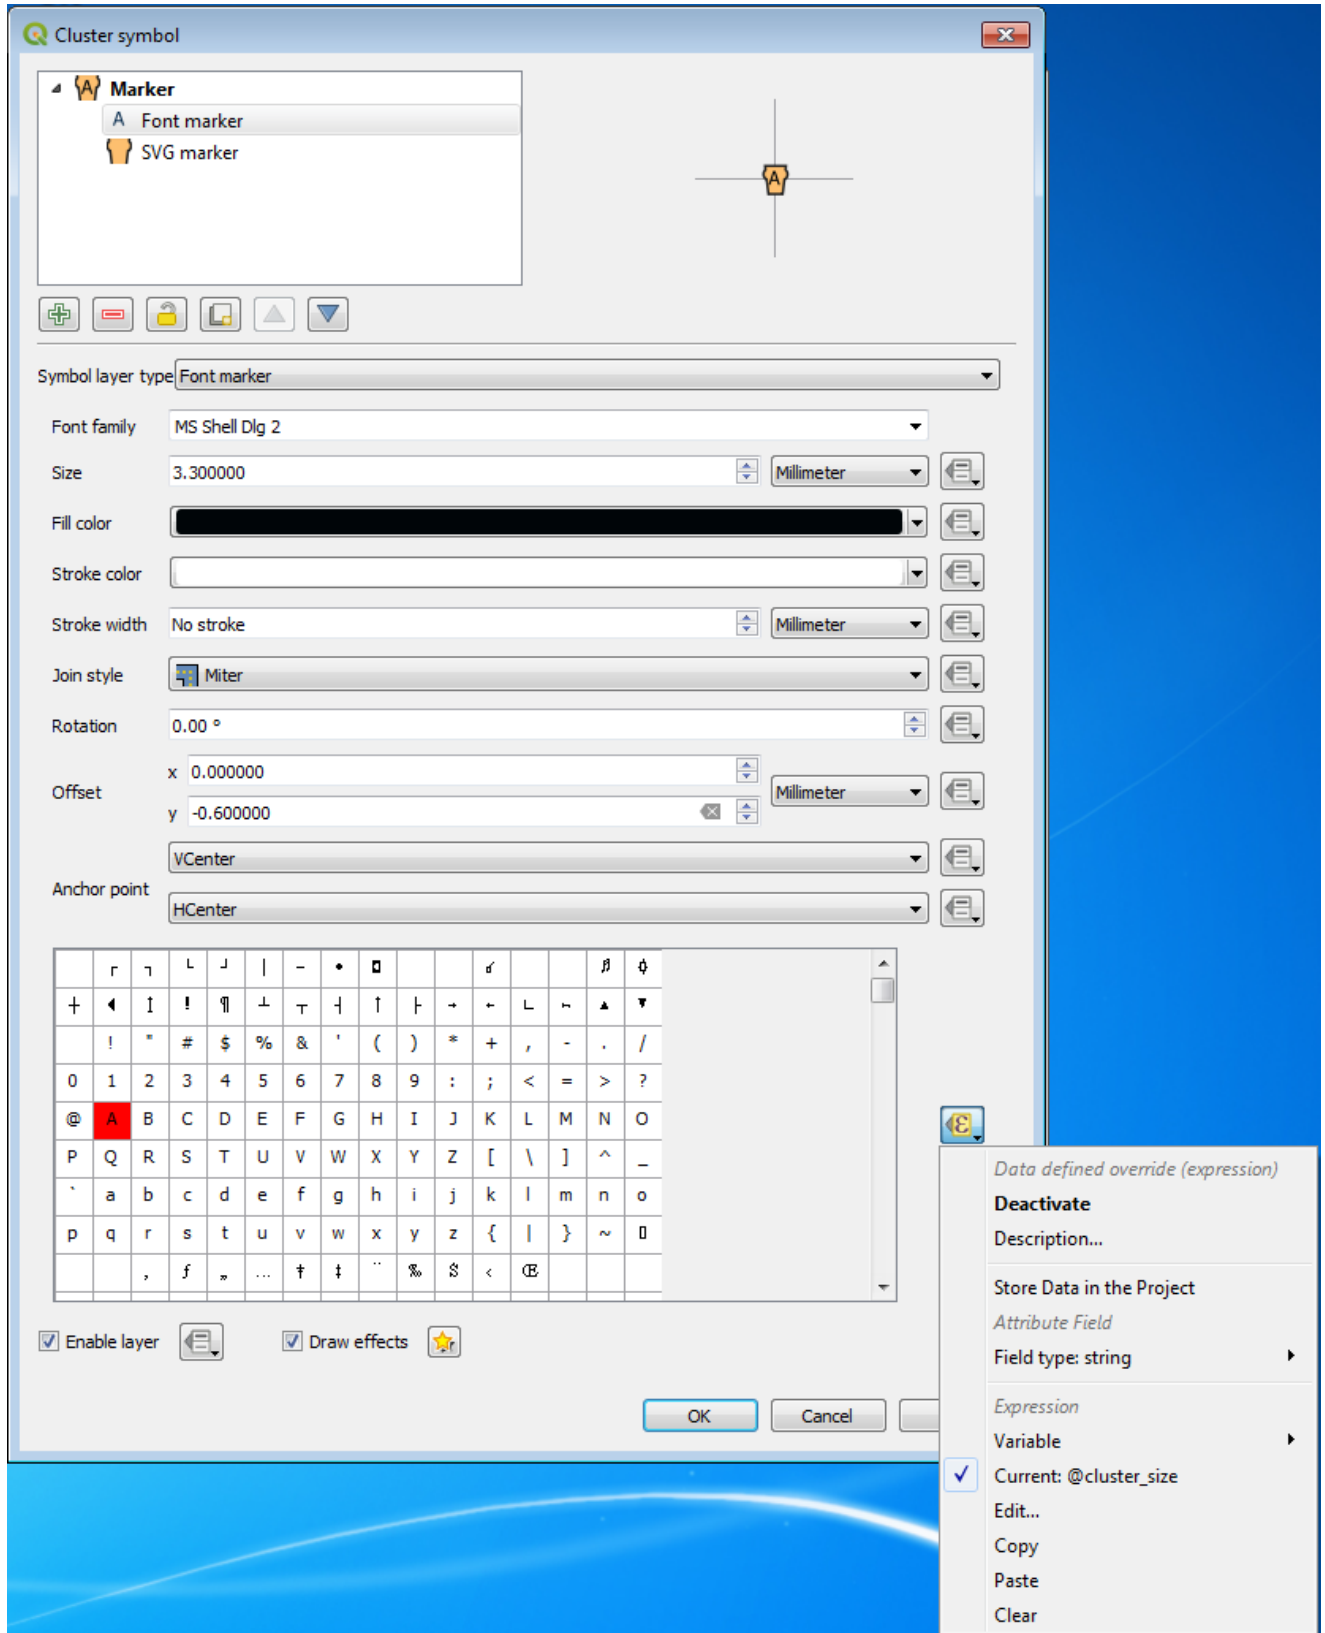 Cluster symbol
Marker
A Font marker
SVG marker
A
Symbol layer type Font marker
Font family MS Shell Dlg 2
Size 3.300000 Millimeter
Fill color
Stroke color
Stroke width No stroke Millimeter
Join style Miter
Rotation 0.00 °
Offset x 0.000000 Millimeter
y -0.600000
Anchor point VCenter
HCenter
! " # $ % & ' ( ) * + , - . /
0 1 2 3 4 5 6 7 8 9 : ; < = > ?
@ A B C D E F G H I J K L M N O
P Q R S T U V W X Y Z [ \ ] ^ _
` a b c d e f g h i j k l m n o
p q r s t u v w x y z { | } ~ ▯
‚ ƒ „ … † ‡ ¨ ‰ Š ‹ Œ
ε
Data defined override (expression)
Deactivate
Description...
Store Data in the Project
Attribute Field
Field type: string
Expression
Variable
Current: @cluster_size
Edit...
Copy
Paste
Clear
Enable layer Draw effects
OK Cancel